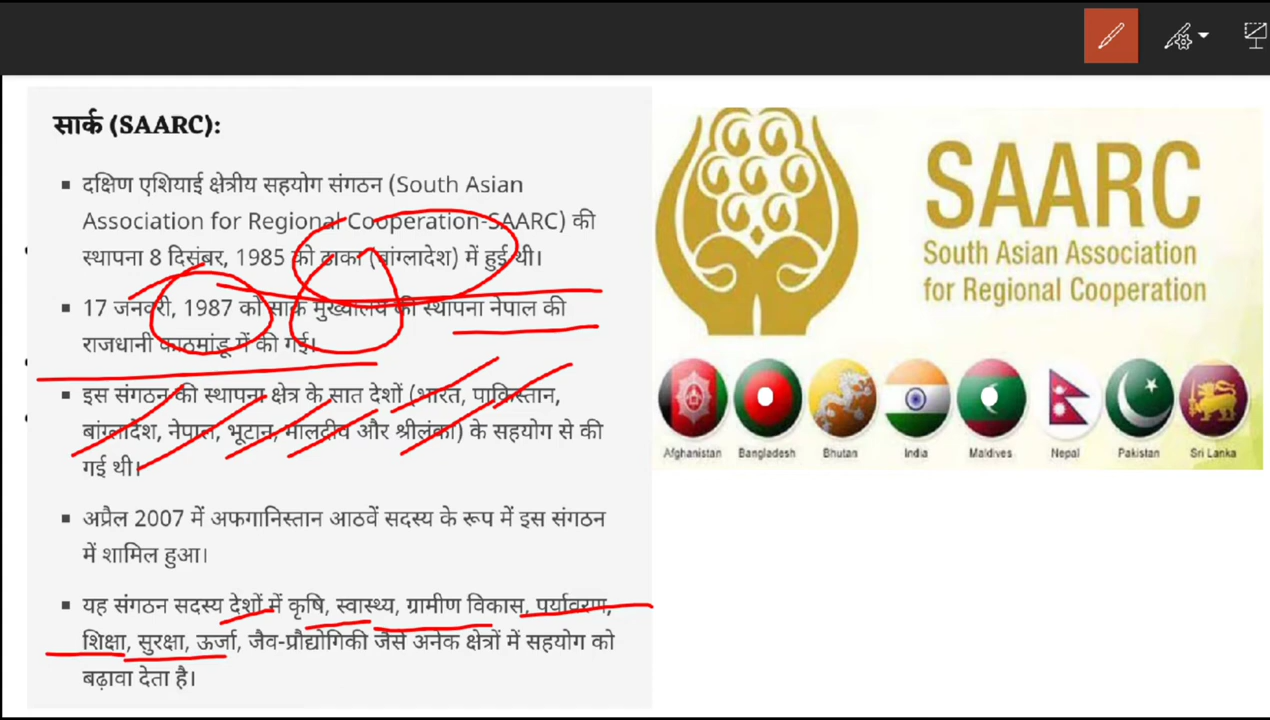 सार्क (SAARC):
दक्षिण एशियाई क्षेत्रीय सहयोग संगठन (South Asian
Association for Regional Cooperation-SAARC) की
स्थापना 8 दिसंबर, 1985 को ढाका (बांग्लादेश) में हुई थी।
17 जनवरी, 1987 को सार्क मुख्यालय की स्थापना नेपाल की
राजधानी काठमांडू में की गई।
इस संगठन की स्थापना क्षेत्र के सात देशों (भारत, पाकिस्तान,
बांग्लादेश, नेपाल, भूटान, मालदीव और श्रीलंका) के सहयोग से की
गई थी।
अप्रैल 2007 में अफगानिस्तान आठवें सदस्य के रूप में इस संगठन
में शामिल हुआ।
यह संगठन सदस्य देशों में कृषि, स्वास्थ्य, ग्रामीण विकास, पर्यावरण,
शिक्षा, सुरक्षा, ऊर्जा, जैव-प्रौद्योगिकी जैसे अनेक क्षेत्रों में सहयोग को
बढ़ावा देता है।
SAARC
South Asian Association
for Regional Cooperation
Afghanistan Bangladesh Bhutan India Maldives Nepal Pakistan Sri Lanka